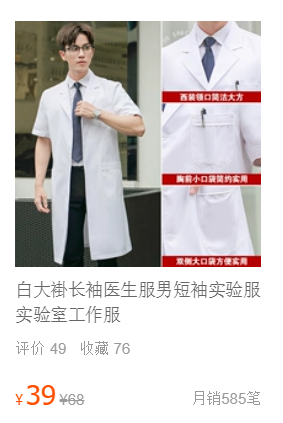 西装领口简洁大方
胸前小口袋简约实用
双侧大口袋方便实用
白大褂长袖医生服男短袖实验服
实验室工作服
评价 49 收藏 76
¥39 ¥68 月销585笔